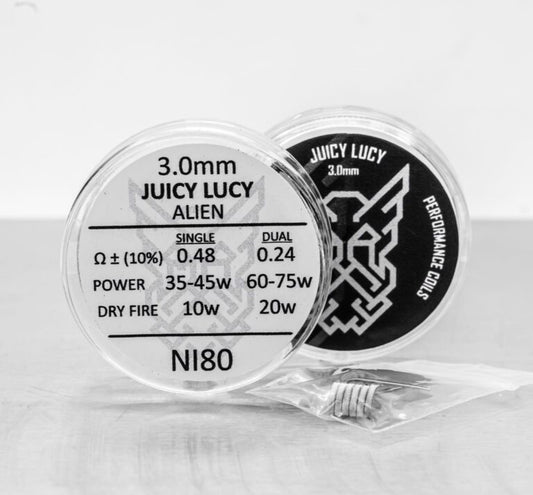 3.0mm
JUICY LUCY
ALIEN
SINGLE DUAL
Ω ± (10%) 0.48 0.24
POWER 35-45w 60-75w
DRY FIRE 10w 20w
NI80
JUICY LUCY
3.0mm
PERFORMANCE COILS